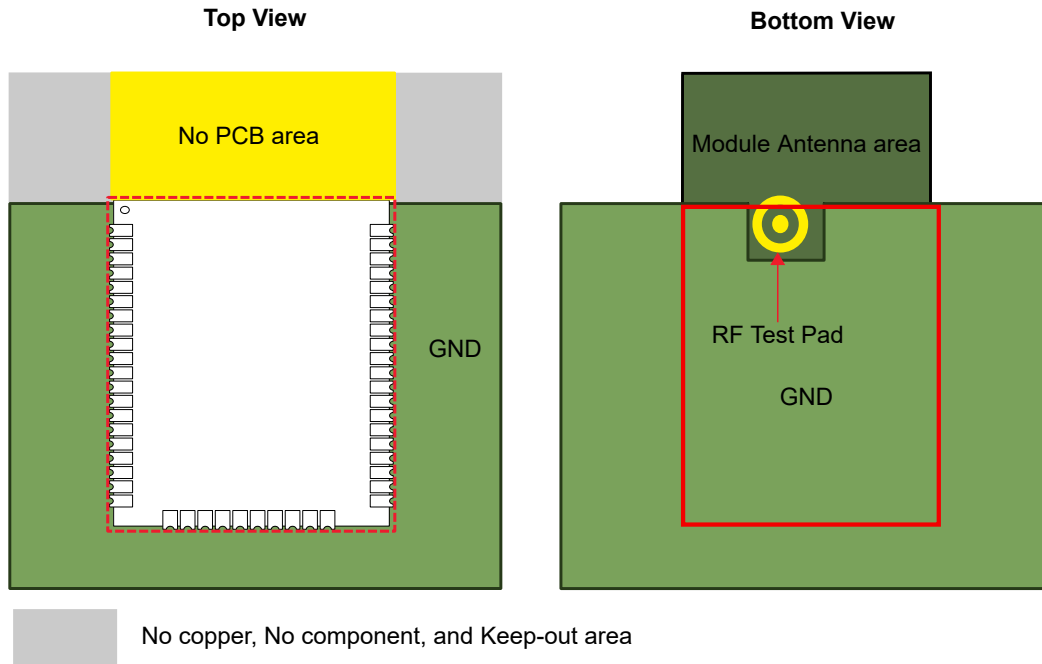 Top View
Bottom View
No PCB area
Module Antenna area
GND
RF Test Pad
GND
No copper, No component, and Keep-out area